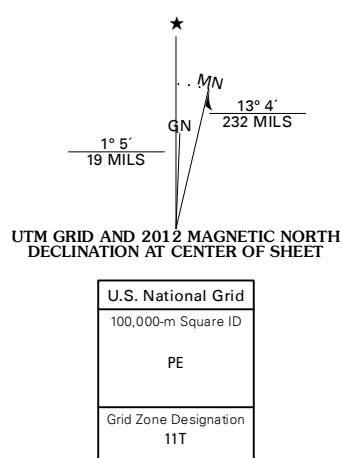 ★
MN
13° 4´
232 MILS
GN
1° 5´
19 MILS
UTM GRID AND 2012 MAGNETIC NORTH
DECLINATION AT CENTER OF SHEET
U.S. National Grid
100,000-m Square ID
PE
Grid Zone Designation
11T